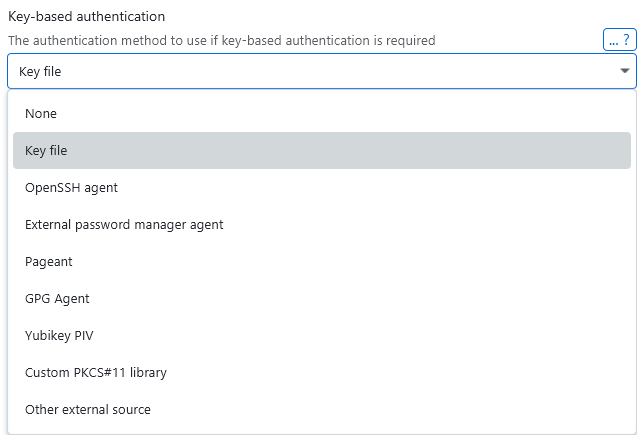 Key-based authentication
The authentication method to use if key-based authentication is required
... ?
Key file
None
Key file
OpenSSH agent
External password manager agent
Pageant
GPG Agent
Yubikey PIV
Custom PKCS#11 library
Other external source